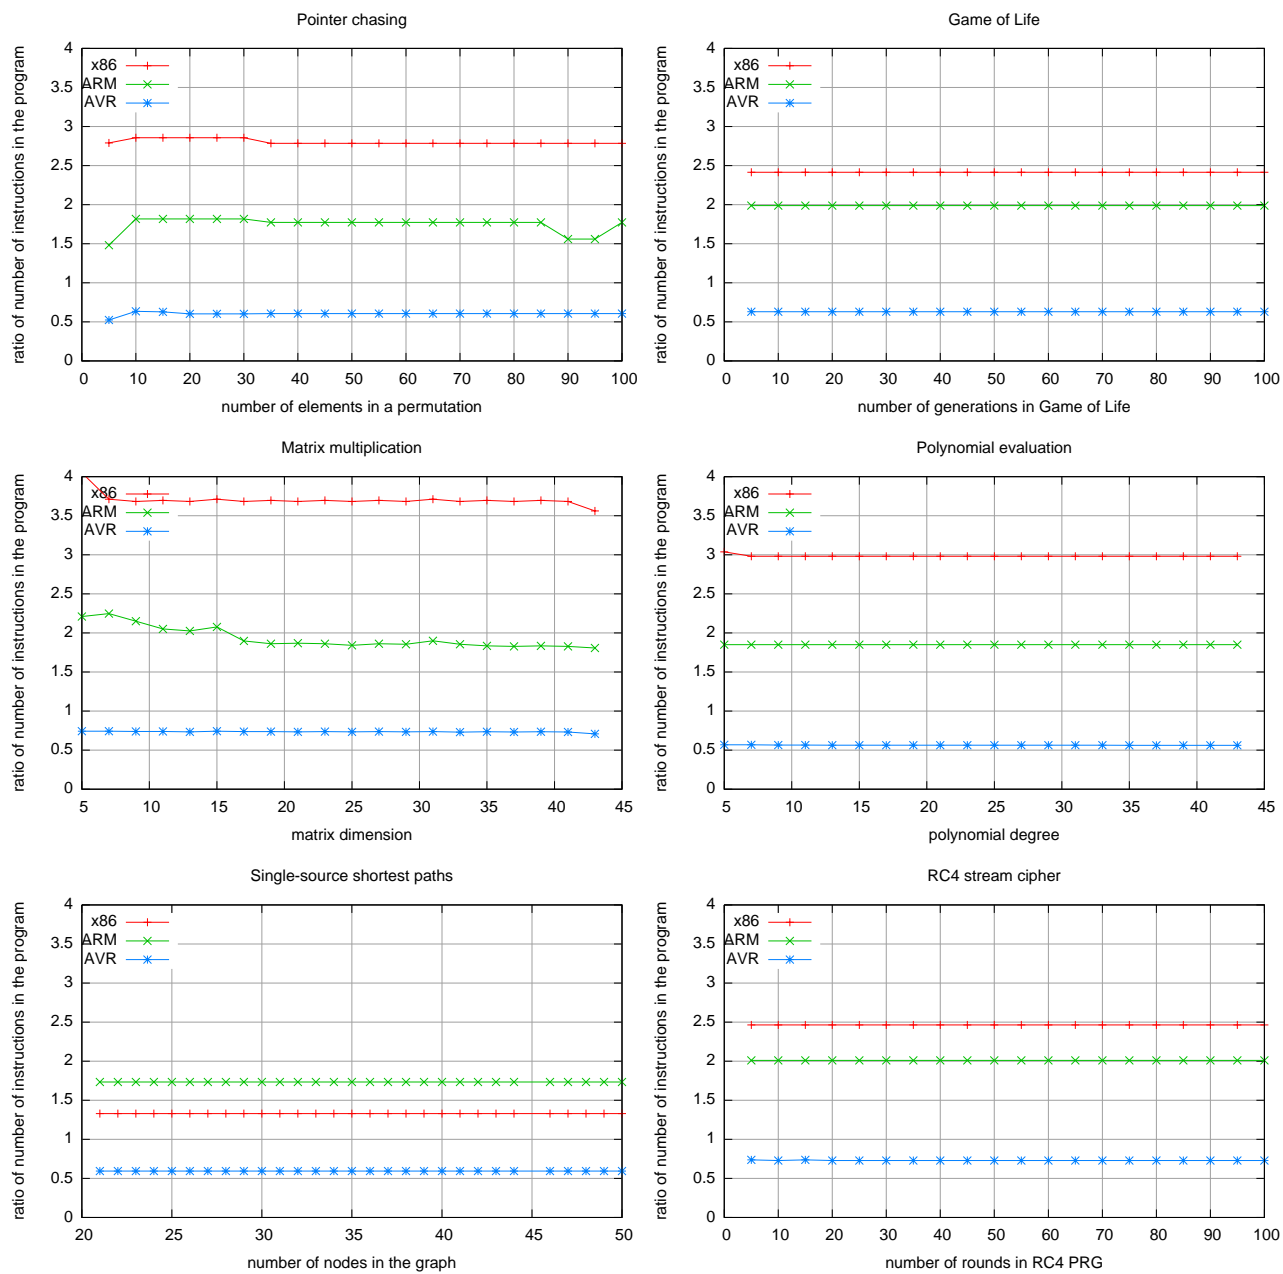 Pointer chasing
ratio of number of instructions in the program
4
3.5
3
2.5
2
1.5
1
0.5
0
x86
ARM
AVR
0 10 20 30 40 50 60 70 80 90 100
number of elements in a permutation
Game of Life
ratio of number of instructions in the program
4
3.5
3
2.5
2
1.5
1
0.5
0
x86
ARM
AVR
0 10 20 30 40 50 60 70 80 90 100
number of generations in Game of Life
Matrix multiplication
ratio of number of instructions in the program
4
3.5
3
2.5
2
1.5
1
0.5
0
x86
ARM
AVR
5 10 15 20 25 30 35 40 45
matrix dimension
Polynomial evaluation
ratio of number of instructions in the program
4
3.5
3
2.5
2
1.5
1
0.5
0
x86
ARM
AVR
5 10 15 20 25 30 35 40 45
polynomial degree
Single-source shortest paths
ratio of number of instructions in the program
4
3.5
3
2.5
2
1.5
1
0.5
0
x86
ARM
AVR
20 25 30 35 40 45 50
number of nodes in the graph
RC4 stream cipher
ratio of number of instructions in the program
4
3.5
3
2.5
2
1.5
1
0.5
0
x86
ARM
AVR
0 10 20 30 40 50 60 70 80 90 100
number of rounds in RC4 PRG